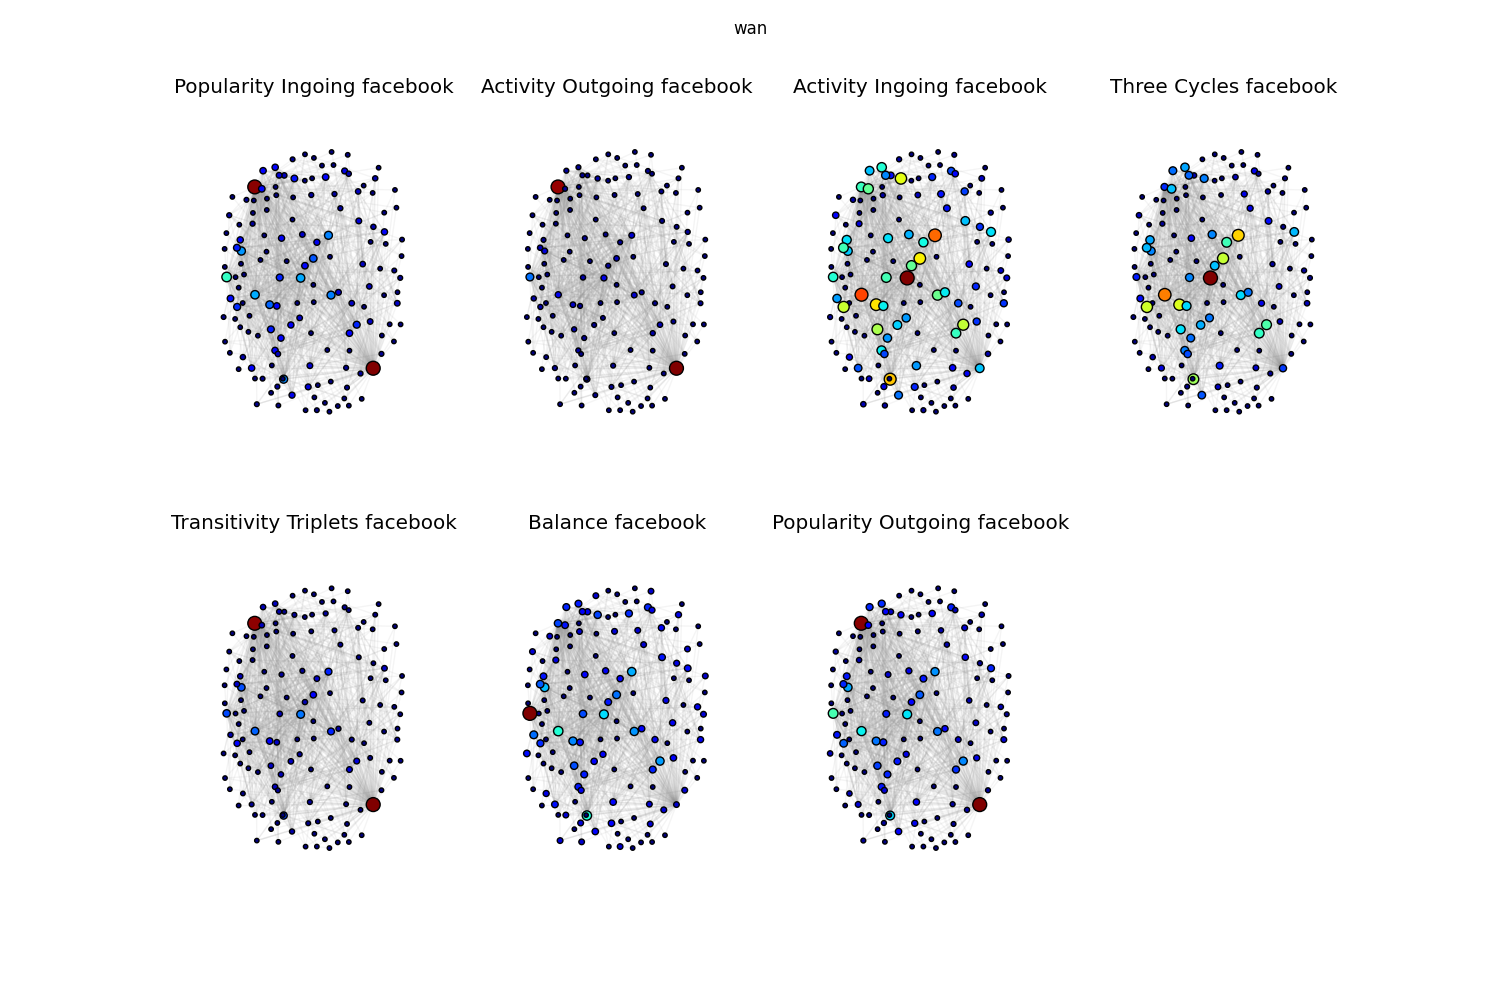 wan
Popularity Ingoing facebook
Activity Outgoing facebook
Activity Ingoing facebook
Three Cycles facebook
Transitivity Triplets facebook
Balance facebook
Popularity Outgoing facebook